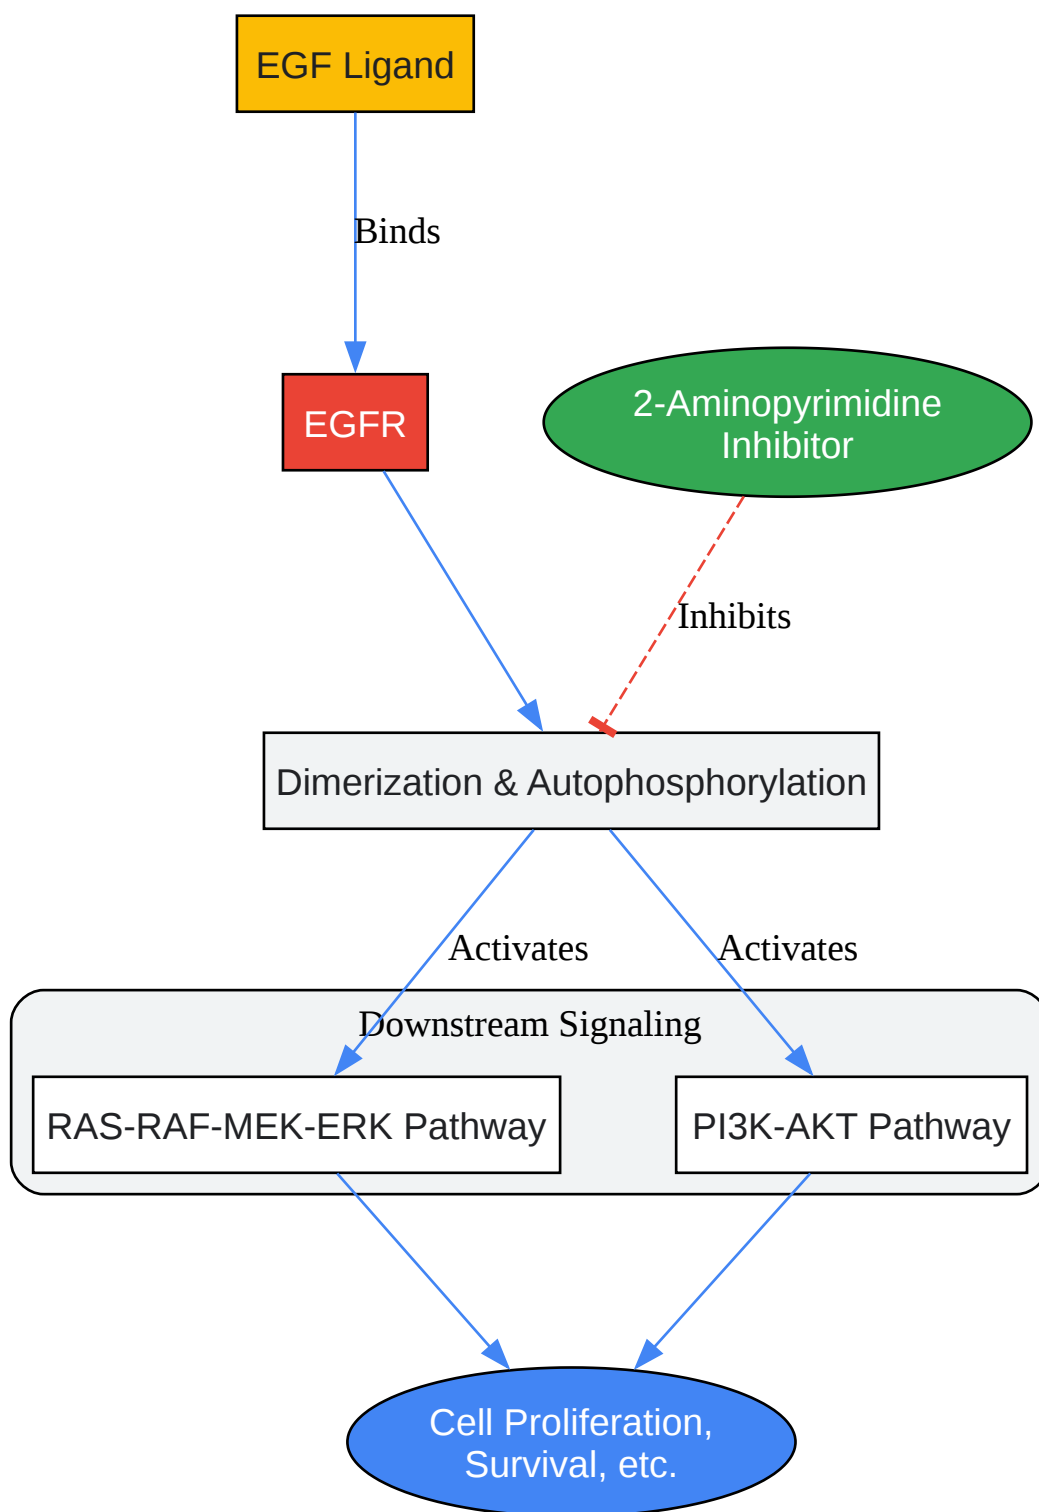 EGF Ligand
Binds
EGFR
2-Aminopyrimidine
Inhibitor
Inhibits
Dimerization & Autophosphorylation
Activates
Activates
Downstream Signaling
RAS-RAF-MEK-ERK Pathway
PI3K-AKT Pathway
Cell Proliferation,
Survival, etc.